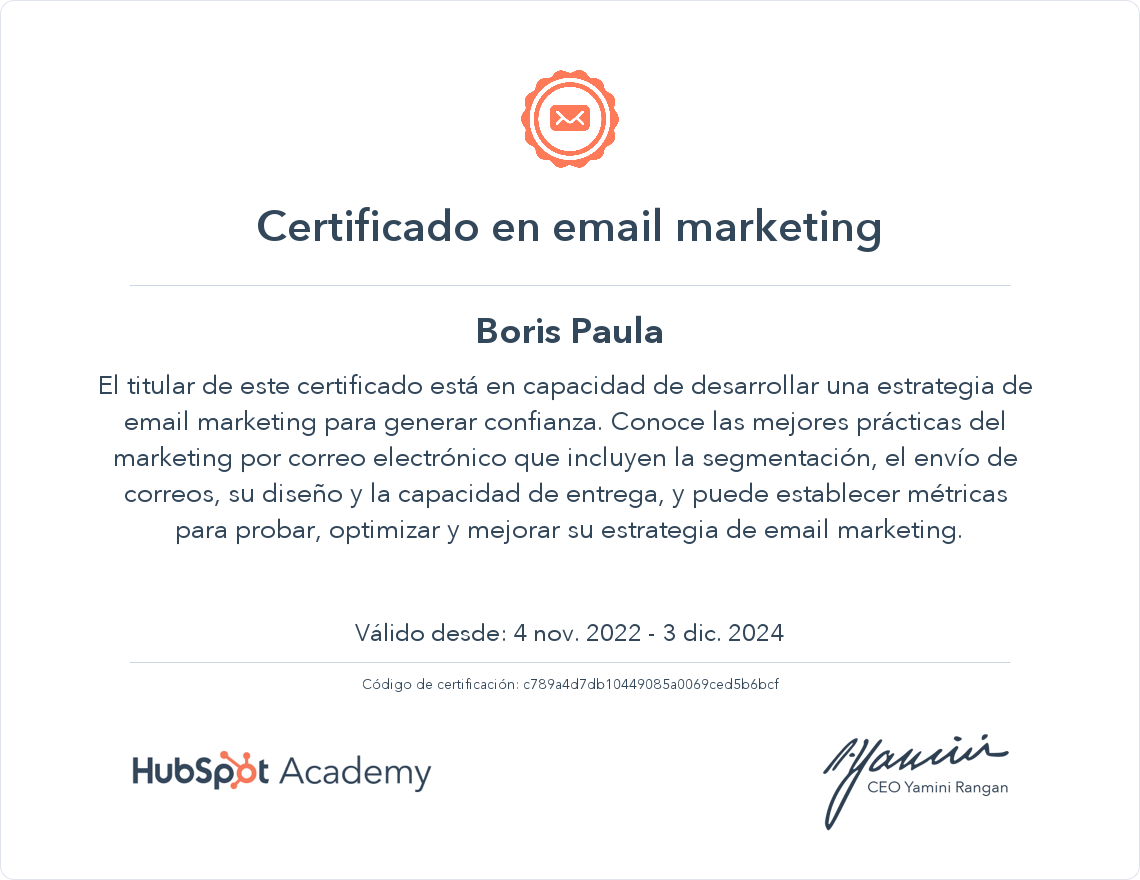 Certificado en email marketing
Boris Paula
El titular de este certificado está en capacidad de desarrollar una estrategia de
email marketing para generar confianza. Conoce las mejores prácticas del
marketing por correo electrónico que incluyen la segmentación, el envío de
correos, su diseño y la capacidad de entrega, y puede establecer métricas
para probar, optimizar y mejorar su estrategia de email marketing.
Válido desde: 4 nov. 2022 - 3 dic. 2024
Código de certificación: c789a4d7db10449085a0069ced5b6bcf
HubSpot Academy
CEO Yamini Rangan